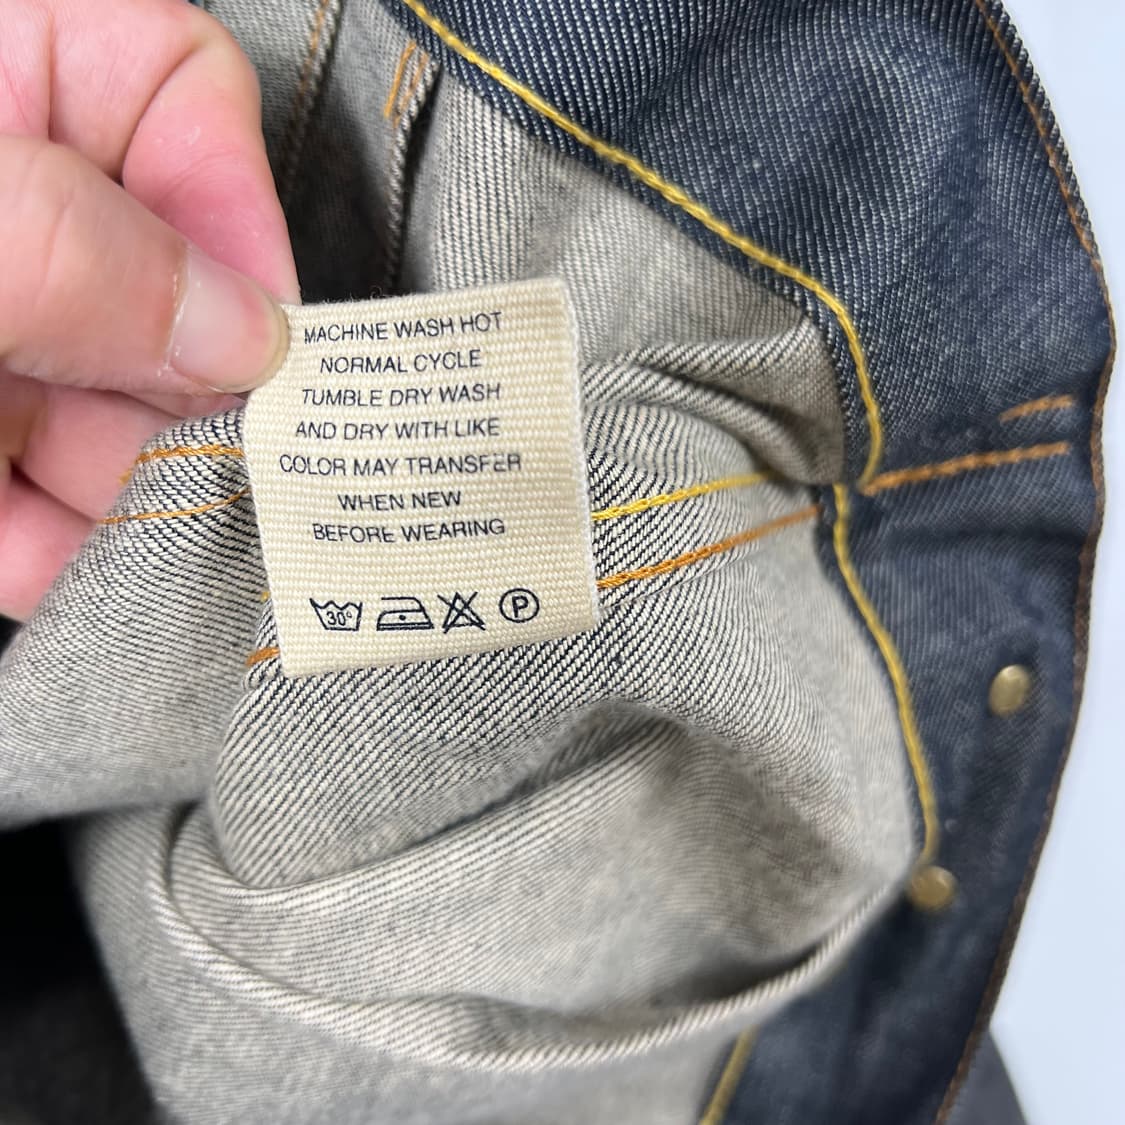 MACHINE WASH HOT
NORMAL CYCLE
TUMBLE DRY WASH
AND DRY WITH LIKE
COLOR MAY TRANSFER
WHEN NEW
BEFORE WEARING
30° P